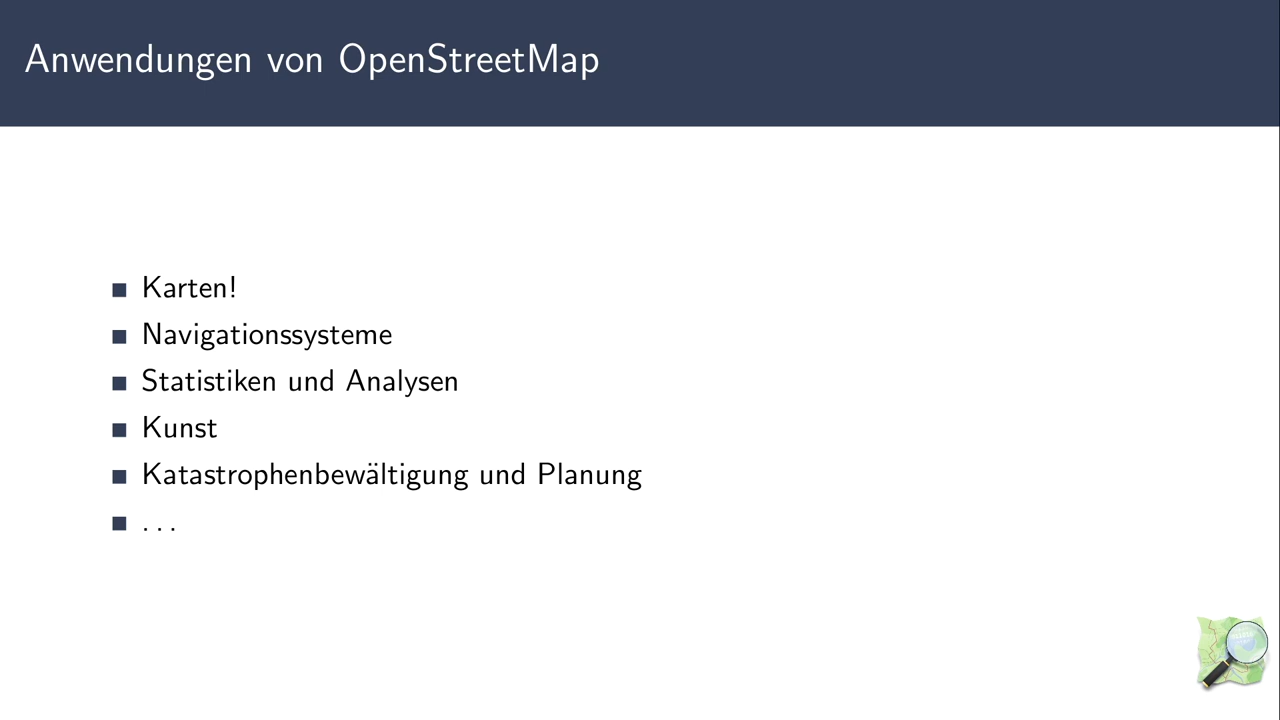 Anwendungen von OpenStreetMap
Karten!
Navigationssysteme
Statistiken und Analysen
Kunst
Katastrophenbewältigung und Planung
...